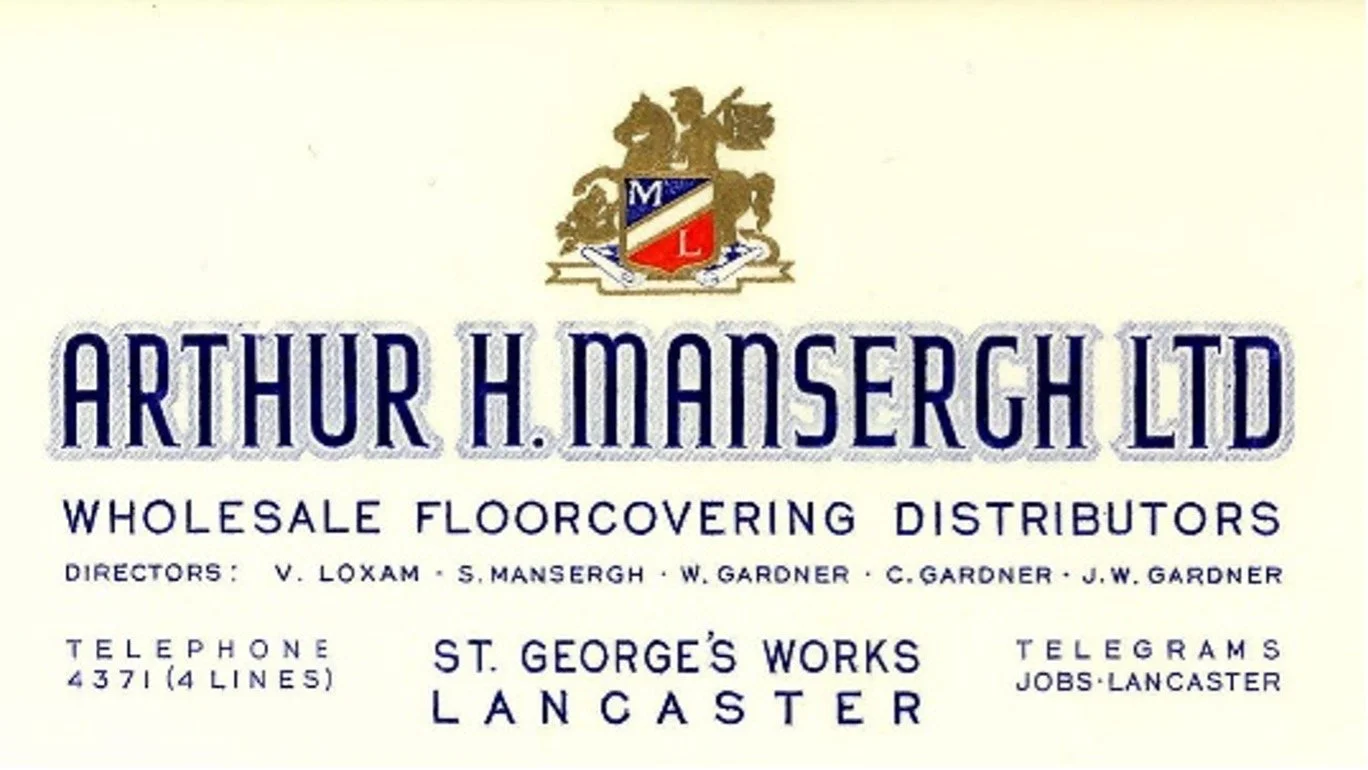 M
L
ARTHUR H. MANSERGH LTD
WHOLESALE FLOORCOVERING DISTRIBUTORS
DIRECTORS: V. LOXAM · S. MANSERGH · W. GARDNER · C. GARDNER · J. W. GARDNER
TELEPHONE
4371 (4 LINES)
ST. GEORGE'S WORKS
LANCASTER
TELEGRAMS
JOBS·LANCASTER